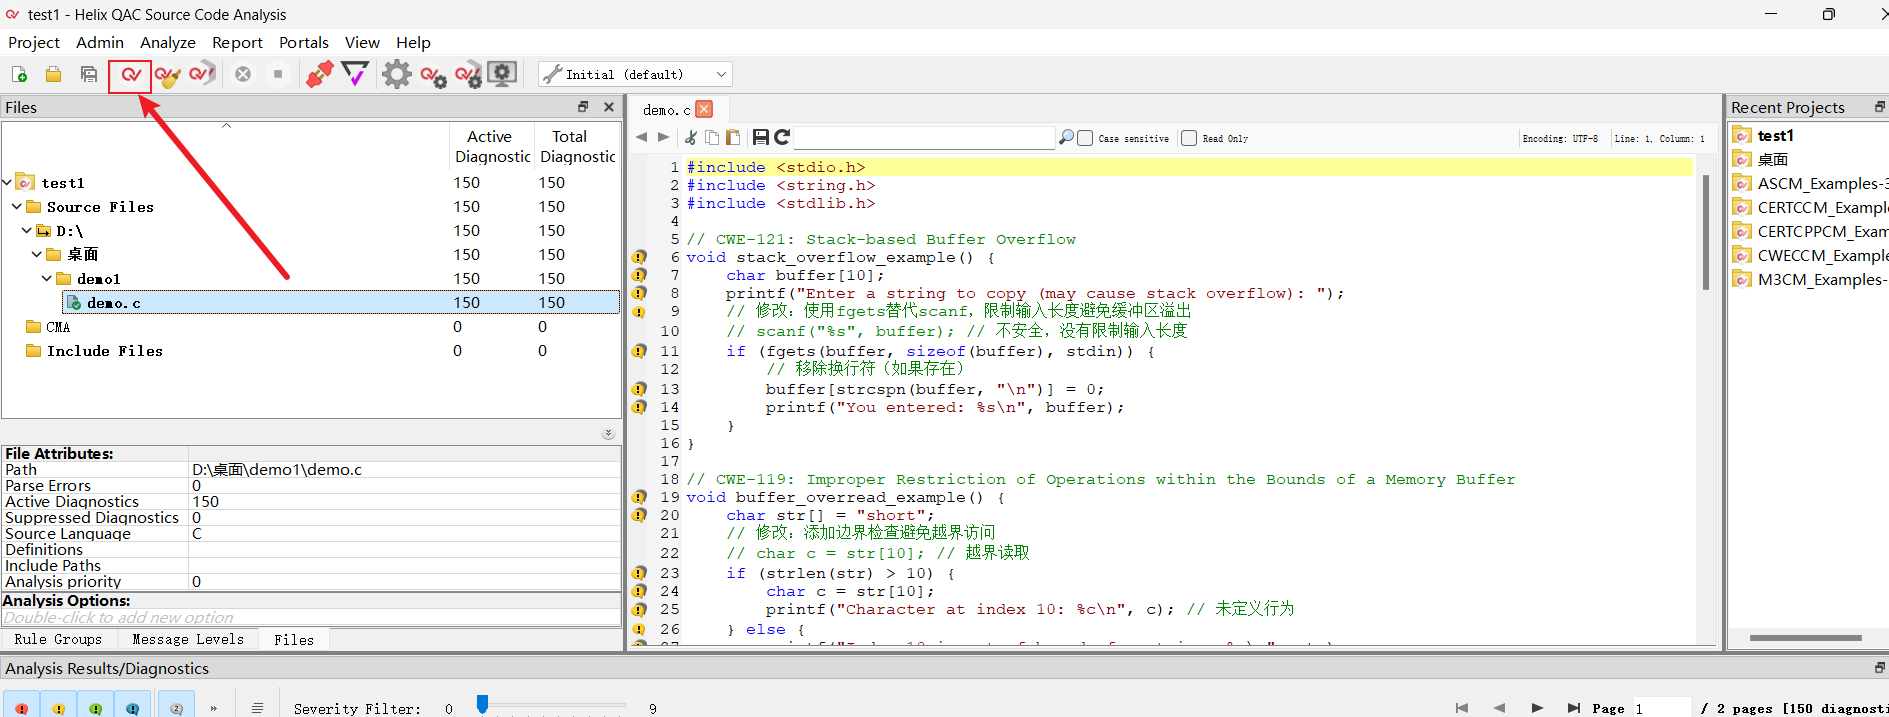 test1 - Helix QAC Source Code Analysis
Project Admin Analyze Report Portals View Help
Initial (default)
Files
Active Diagnostic Total Diagnostic
test1 150 150
Source Files 150 150
D:\ 150 150
桌面 150 150
demo1 150 150
demo.c 150 150
CMA 0 0
Include Files 0 0
File Attributes:
Path D:\桌面\demo1\demo.c
Parse Errors 0
Active Diagnostics 150
Suppressed Diagnostics 0
Source Language C
Definitions
Include Paths
Analysis priority 0
Analysis Options:
Double-click to add new option
Rule Groups Message Levels Files
demo.c
Case sensitive Read Only Encoding: UTF-8 Line: 1, Column: 1
1 #include <stdio.h>
2 #include <string.h>
3 #include <stdlib.h>
4
5 // CWE-121: Stack-based Buffer Overflow
6 void stack_overflow_example() {
7 char buffer[10];
8 printf("Enter a string to copy (may cause stack overflow): ");
9 // 修改：使用fgets替代scanf，限制输入长度避免缓冲区溢出
10 // scanf("%s", buffer); // 不安全，没有限制输入长度
11 if (fgets(buffer, sizeof(buffer), stdin)) {
12 // 移除换行符（如果存在）
13 buffer[strcspn(buffer, "\n")] = 0;
14 printf("You entered: %s\n", buffer);
15 }
16 }
17
18 // CWE-119: Improper Restriction of Operations within the Bounds of a Memory Buffer
19 void buffer_overread_example() {
20 char str[] = "short";
21 // 修改：添加边界检查避免越界访问
22 // char c = str[10]; // 越界读取
23 if (strlen(str) > 10) {
24 char c = str[10];
25 printf("Character at index 10: %c\n", c); // 未定义行为
26 } else {
Recent Projects
test1
桌面
ASCM_Examples-3
CERTCCM_Example
CERTCPPCM_Exam
CWECCM_Example
M3CM_Examples-
Analysis Results/Diagnostics
Severity Filter: 0 9 Page 1 / 2 pages [150 diagnosti